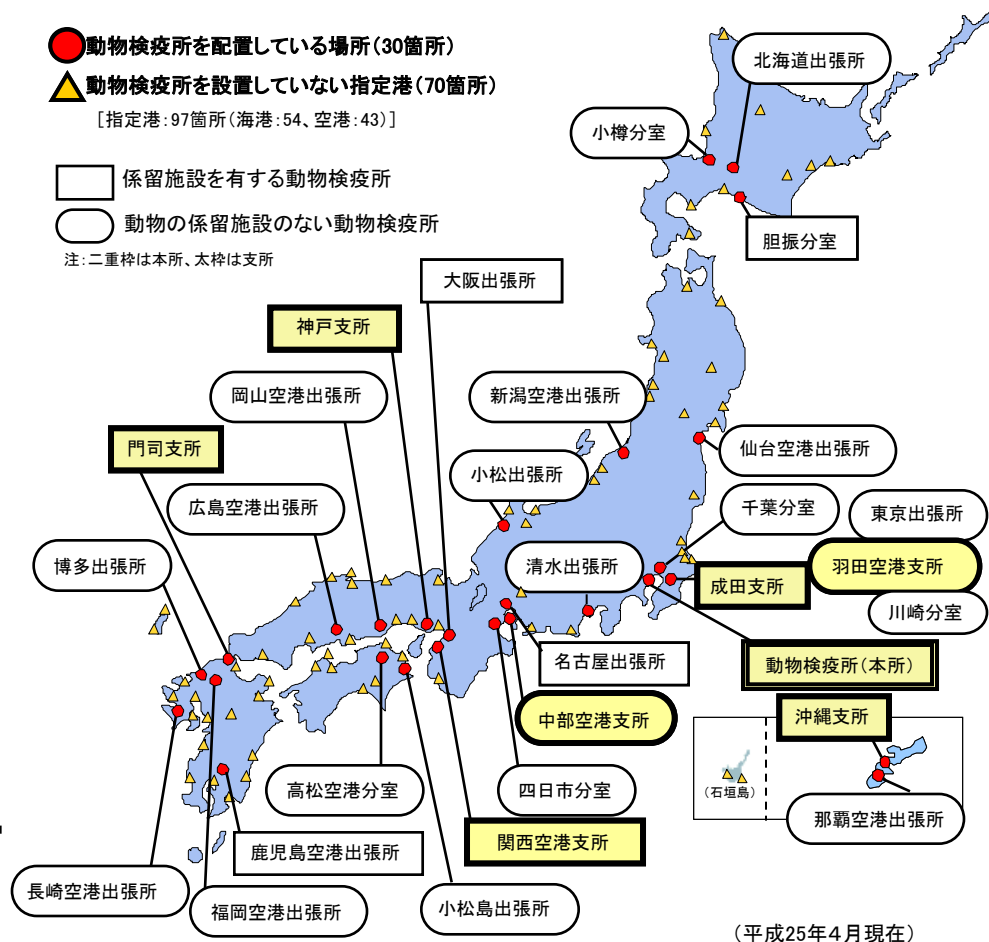 動物検疫所を配置している場所(30箇所)
動物検疫所を設置していない指定港(70箇所)
[指定港:97箇所(海港:54、空港:43)]
係留施設を有する動物検疫所
動物の係留施設のない動物検疫所
注:二重枠は本所、太枠は支所
北海道出張所
小樽分室
胆振分室
大阪出張所
神戸支所
岡山空港出張所
新潟空港出張所
門司支所
仙台空港出張所
小松出張所
広島空港出張所
千葉分室
東京出張所
博多出張所
清水出張所
羽田空港支所
成田支所
川崎分室
名古屋出張所
動物検疫所(本所)
中部空港支所
沖縄支所
(石垣島)
高松空港分室
四日市分室
那覇空港出張所
関西空港支所
鹿児島空港出張所
長崎空港出張所
福岡空港出張所
小松島出張所
(平成25年4月現在)